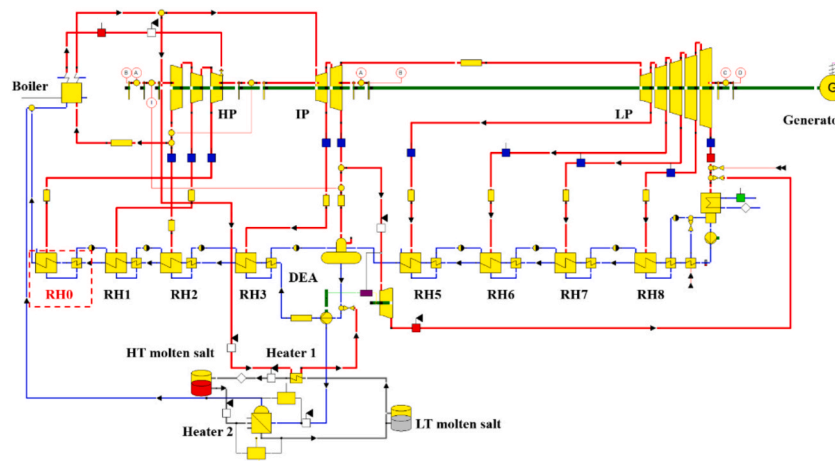 B A
A
B
C D
Boiler
1
HP
IP
LP
G
Generato
DEA
RH0
RH1
RH2
RH3
RH5
RH6
RH7
RH8
HT molten salt
Heater 1
Heater 2
LT molten salt